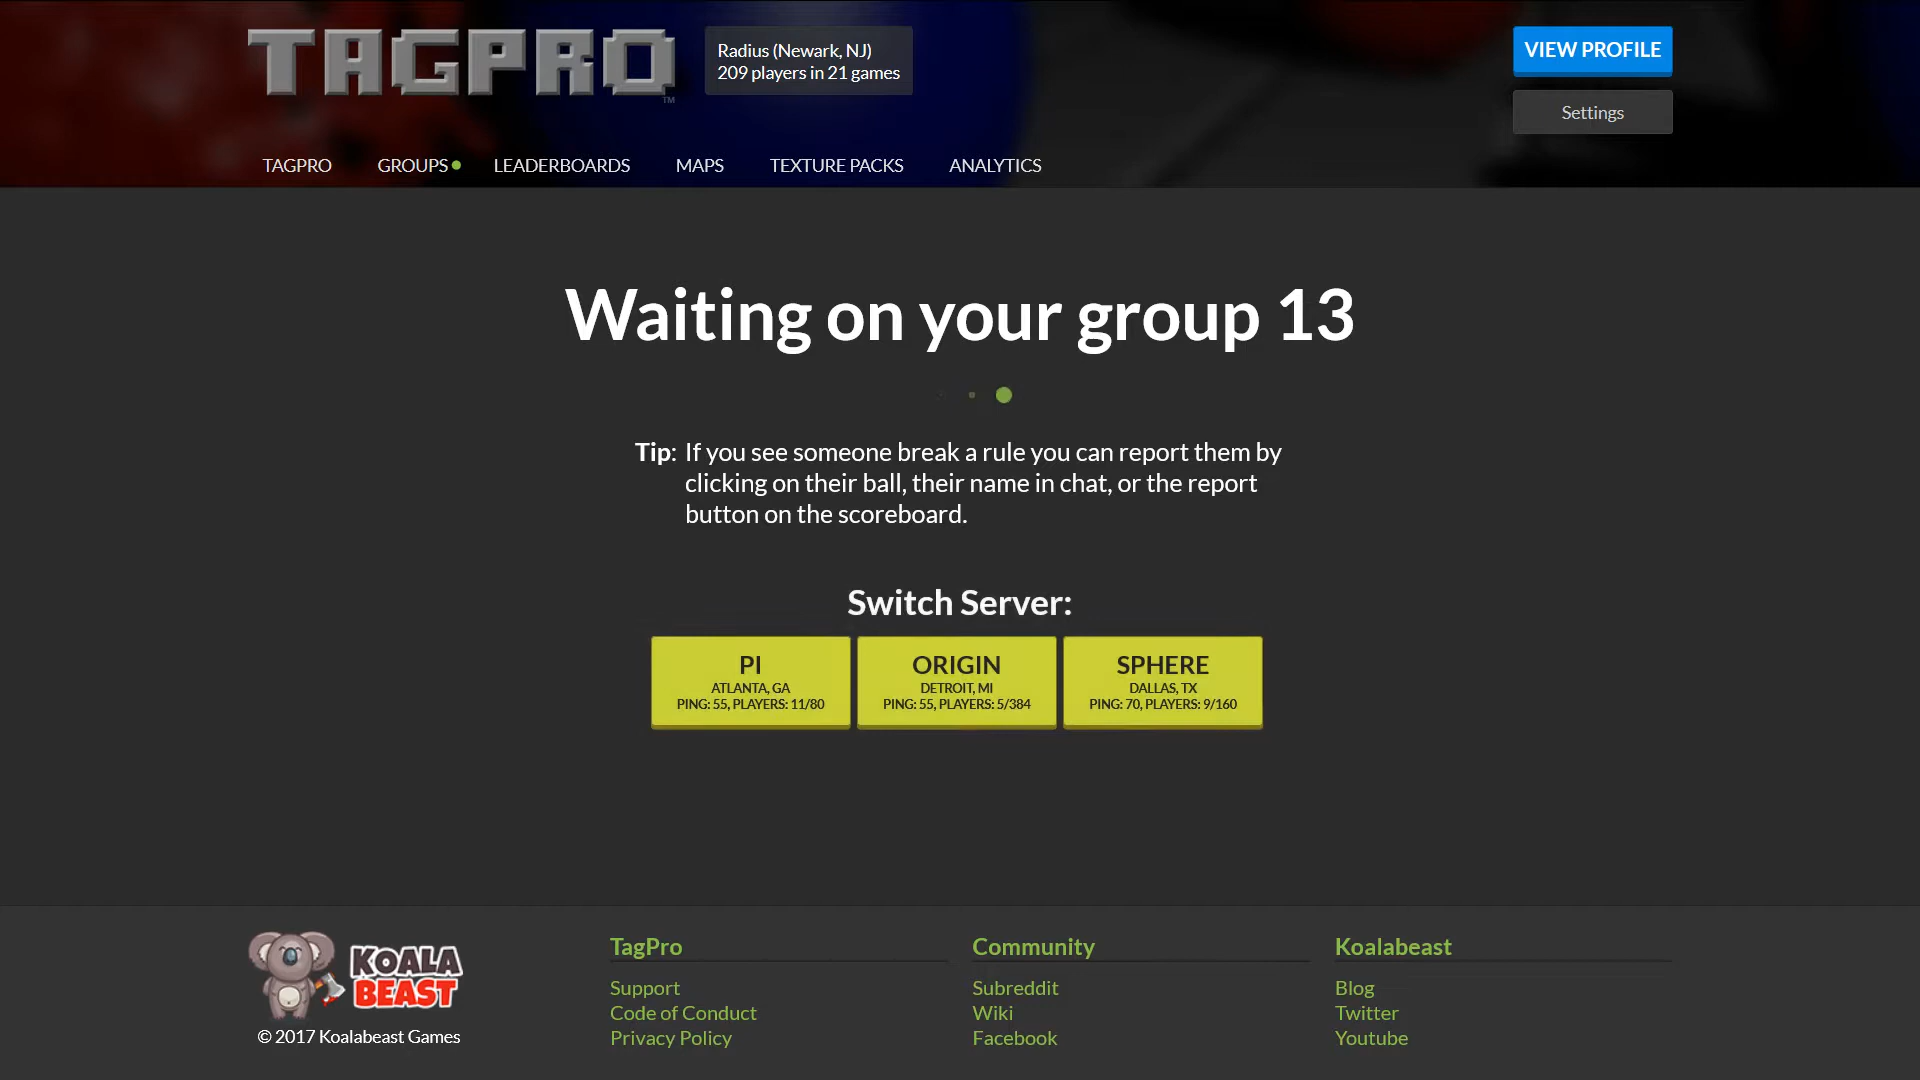 TAGPRO
TM
Radius (Newark, NJ)
209 players in 21 games
VIEW PROFILE
Settings
TAGPRO
GROUPS
LEADERBOARDS
MAPS
TEXTURE PACKS
ANALYTICS
Waiting on your group 13
Tip: If you see someone break a rule you can report them by
clicking on their ball, their name in chat, or the report
button on the scoreboard.
Switch Server:
PI
ATLANTA, GA
PING: 55, PLAYERS: 11/80
ORIGIN
DETROIT, MI
PING: 55, PLAYERS: 5/384
SPHERE
DALLAS, TX
PING: 70, PLAYERS: 9/160
KOALA
BEAST
© 2017 Koalabeast Games
TagPro
Support
Code of Conduct
Privacy Policy
Community
Subreddit
Wiki
Facebook
Koalabeast
Blog
Twitter
Youtube